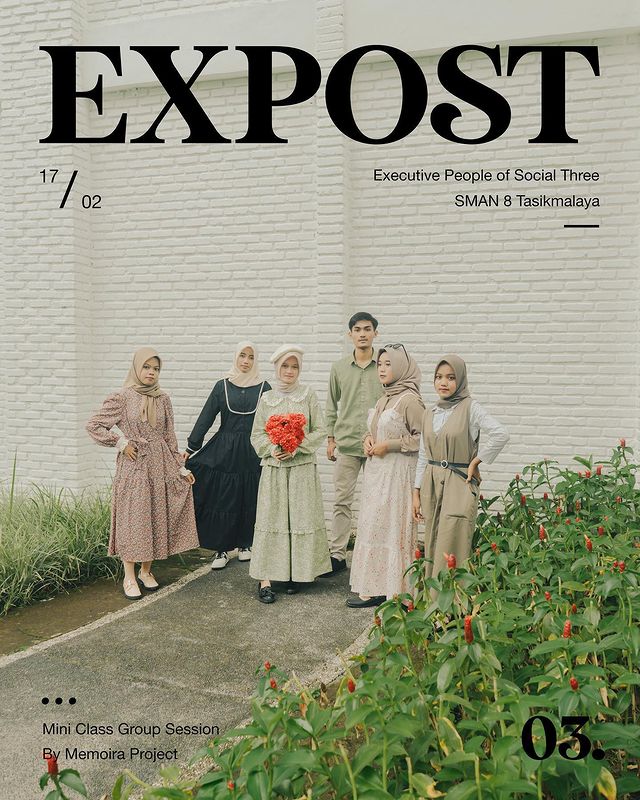 EXPOST
17 / 02
Executive People of Social Three
SMAN 8 Tasikmalaya
Mini Class Group Session
By Memoira Project
03.